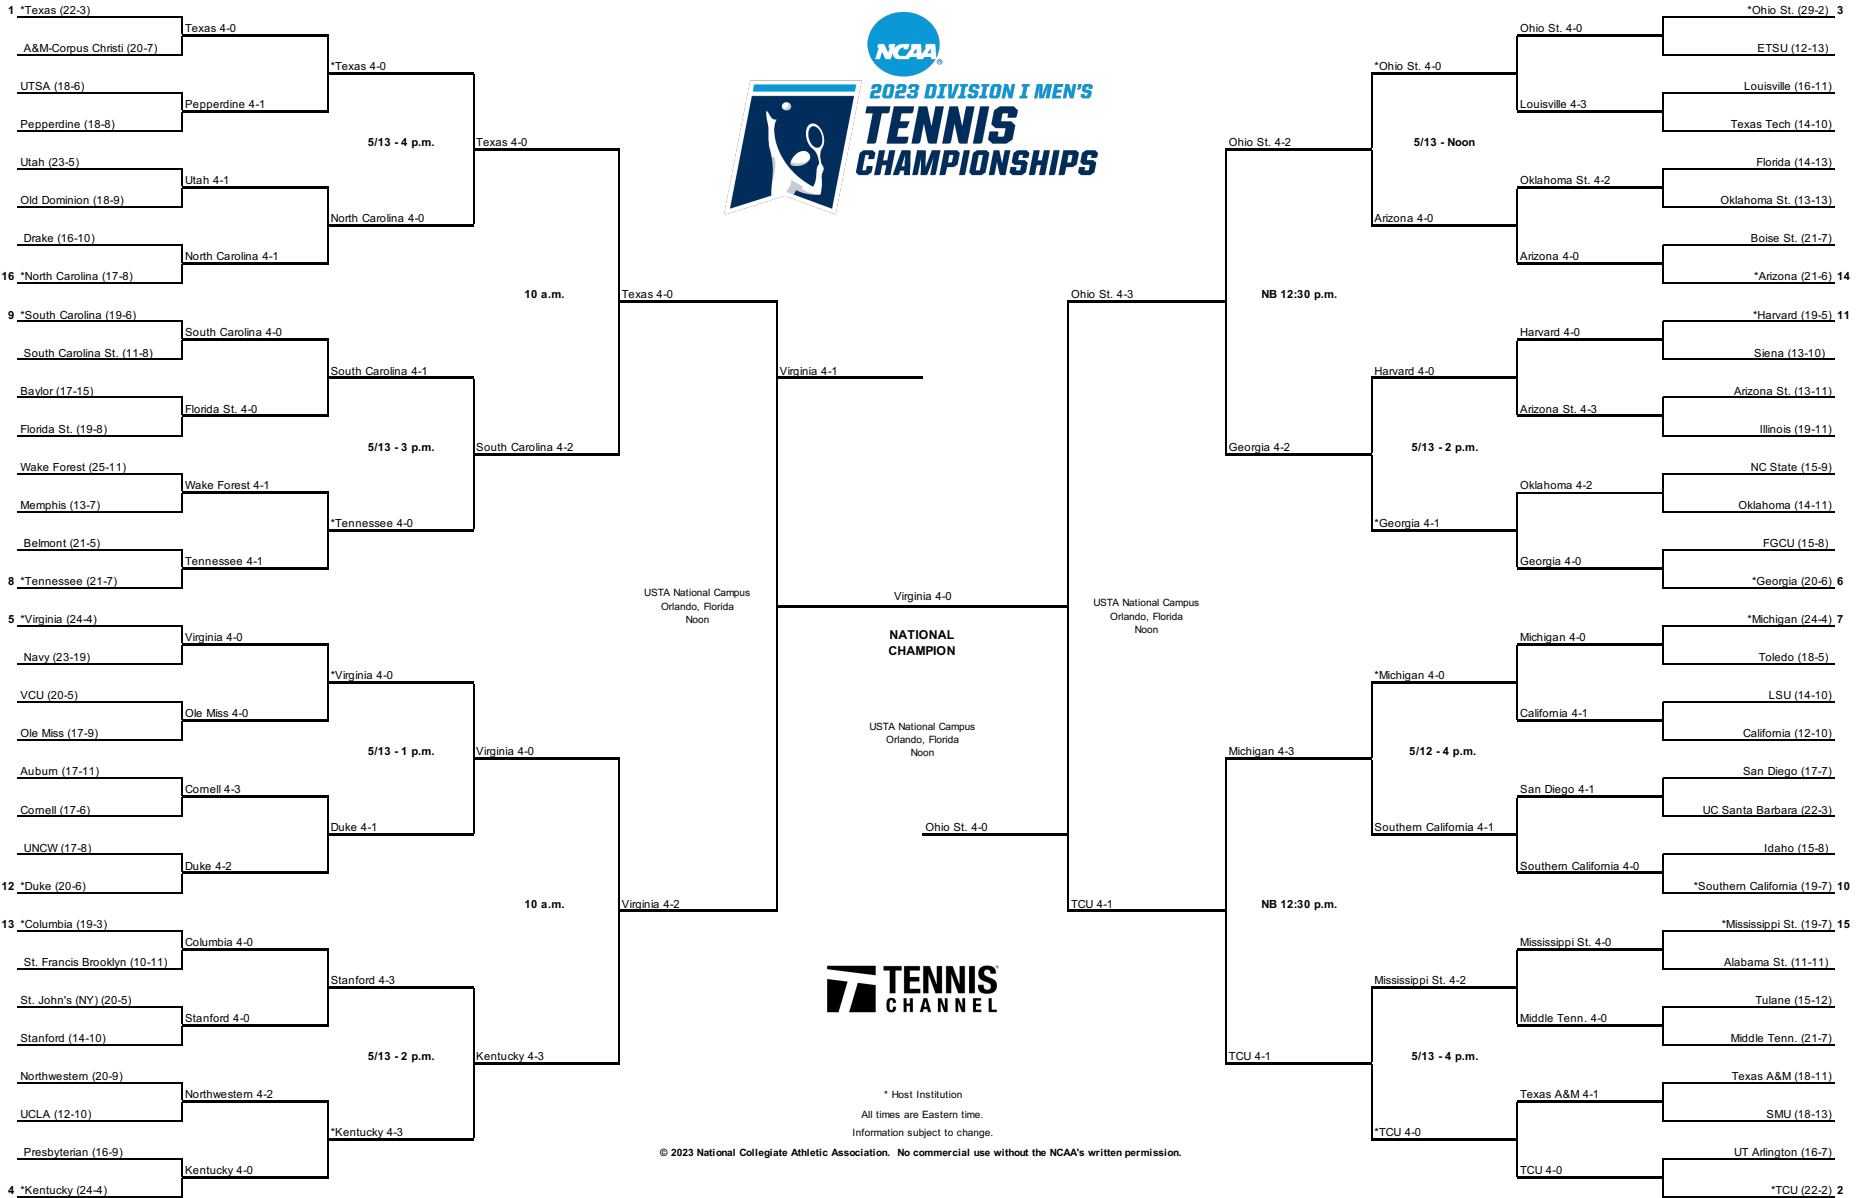 1 *Texas (22-3)
A&M-Corpus Christi (20-7)
UTSA (18-6)
Pepperdine (18-8)
Utah (23-5)
Old Dominion (18-9)
Drake (16-10)
16 *North Carolina (17-8)
9 *South Carolina (19-6)
South Carolina St. (11-8)
Baylor (17-15)
Florida St. (19-8)
Wake Forest (25-11)
Memphis (13-7)
Belmont (21-5)
8 *Tennessee (21-7)
5 *Virginia (24-4)
Navy (23-19)
VCU (20-5)
Ole Miss (17-9)
Auburn (17-11)
Cornell (17-6)
UNCW (17-8)
12 *Duke (20-6)
13 *Columbia (19-3)
St. Francis Brooklyn (10-11)
St. John's (NY) (20-5)
Stanford (14-10)
Northwestern (20-9)
UCLA (12-10)
Presbyterian (16-9)
4 *Kentucky (24-4)
Texas 4-0
Pepperdine 4-1
Utah 4-1
North Carolina 4-1
South Carolina 4-0
Florida St. 4-0
Wake Forest 4-1
Tennessee 4-1
Virginia 4-0
Ole Miss 4-0
Cornell 4-3
Duke 4-2
Columbia 4-0
Stanford 4-0
Northwestern 4-2
Kentucky 4-0
*Texas 4-0
5/13 - 4 p.m.
North Carolina 4-0
South Carolina 4-1
5/13 - 3 p.m.
*Tennessee 4-0
*Virginia 4-0
5/13 - 1 p.m.
Duke 4-1
Stanford 4-3
5/13 - 2 p.m.
*Kentucky 4-3
Texas 4-0
10 a.m.
South Carolina 4-2
Virginia 4-0
10 a.m.
Kentucky 4-3
Texas 4-0
USTA National Campus
Orlando, Florida
Noon
Virginia 4-2
NCAA®
2023 DIVISION I MEN'S
TENNIS
CHAMPIONSHIPS
Virginia 4-1
Virginia 4-0
NATIONAL
CHAMPION
USTA National Campus
Orlando, Florida
Noon
Ohio St. 4-0
TENNIS
CHANNEL
* Host Institution
All times are Eastern time.
Information subject to change.
© 2023 National Collegiate Athletic Association. No commercial use without the NCAA's written permission.
Ohio St. 4-3
USTA National Campus
Orlando, Florida
Noon
TCU 4-1
Ohio St. 4-2
NB 12:30 p.m.
Georgia 4-2
Michigan 4-3
NB 12:30 p.m.
TCU 4-1
*Ohio St. 4-0
5/13 - Noon
Arizona 4-0
Harvard 4-0
5/13 - 2 p.m.
*Georgia 4-1
*Michigan 4-0
5/12 - 4 p.m.
Southern California 4-1
Mississippi St. 4-2
5/13 - 4 p.m.
*TCU 4-0
Ohio St. 4-0
Louisville 4-3
Oklahoma St. 4-2
Arizona 4-0
Harvard 4-0
Arizona St. 4-3
Oklahoma 4-2
Georgia 4-0
Michigan 4-0
California 4-1
San Diego 4-1
Southern California 4-0
Mississippi St. 4-0
Middle Tenn. 4-0
Texas A&M 4-1
TCU 4-0
*Ohio St. (29-2) 3
ETSU (12-13)
Louisville (16-11)
Texas Tech (14-10)
Florida (14-13)
Oklahoma St. (13-13)
Boise St. (21-7)
*Arizona (21-6) 14
*Harvard (19-5) 11
Siena (13-10)
Arizona St. (13-11)
Illinois (19-11)
NC State (15-9)
Oklahoma (14-11)
FGCU (15-8)
*Georgia (20-6) 6
*Michigan (24-4) 7
Toledo (18-5)
LSU (14-10)
California (12-10)
San Diego (17-7)
UC Santa Barbara (22-3)
Idaho (15-8)
*Southern California (19-7) 10
*Mississippi St. (19-7) 15
Alabama St. (11-11)
Tulane (15-12)
Middle Tenn. (21-7)
Texas A&M (18-11)
SMU (18-13)
UT Arlington (16-7)
*TCU (22-2) 2